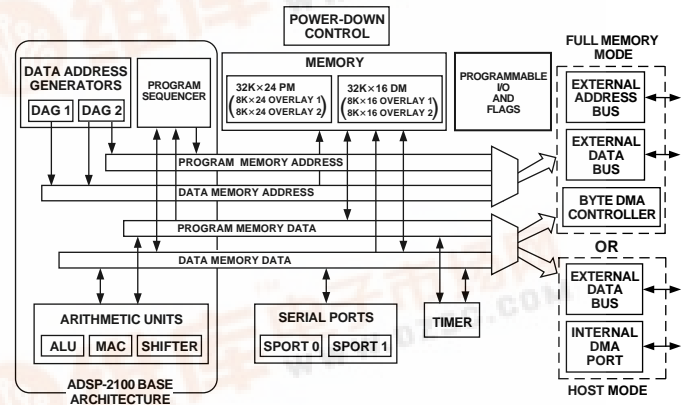 POWER-DOWN
CONTROL
FULL MEMORY
MODE
DATA ADDRESS
GENERATORS
DAG 1
DAG 2
PROGRAM
SEQUENCER
MEMORY
32K×24 PM
(8K×24 OVERLAY 1
8K×24 OVERLAY 2)
32K×16 DM
(8K×16 OVERLAY 1
8K×16 OVERLAY 2)
PROGRAMMABLE
I/O
AND
FLAGS
EXTERNAL
ADDRESS
BUS
EXTERNAL
DATA
BUS
BYTE DMA
CONTROLLER
OR
EXTERNAL
DATA
BUS
INTERNAL
DMA
PORT
HOST MODE
PROGRAM MEMORY ADDRESS
DATA MEMORY ADDRESS
PROGRAM MEMORY DATA
DATA MEMORY DATA
ARITHMETIC UNITS
ALU
MAC
SHIFTER
SERIAL PORTS
SPORT 0
SPORT 1
TIMER
ADSP-2100 BASE
ARCHITECTURE